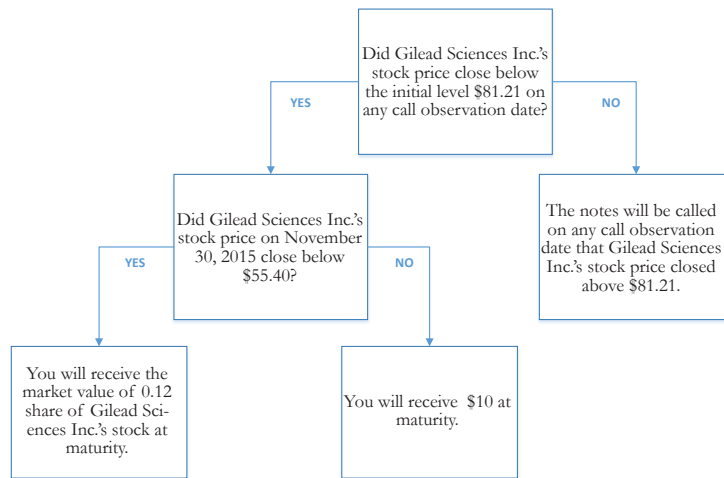 Did Gilead Sciences Inc.'s
stock price close below
the initial level $81.21 on
any call observation date?
YES
NO
Did Gilead Sciences Inc.'s
stock price on November
30, 2015 close below
$55.40?
The notes will be called
on any call observation
date that Gilead Sciences
Inc.'s stock price closed
above $81.21.
YES
NO
You will receive the
market value of 0.12
share of Gilead Sci-
ences Inc.'s stock at
maturity.
You will receive $10 at
maturity.